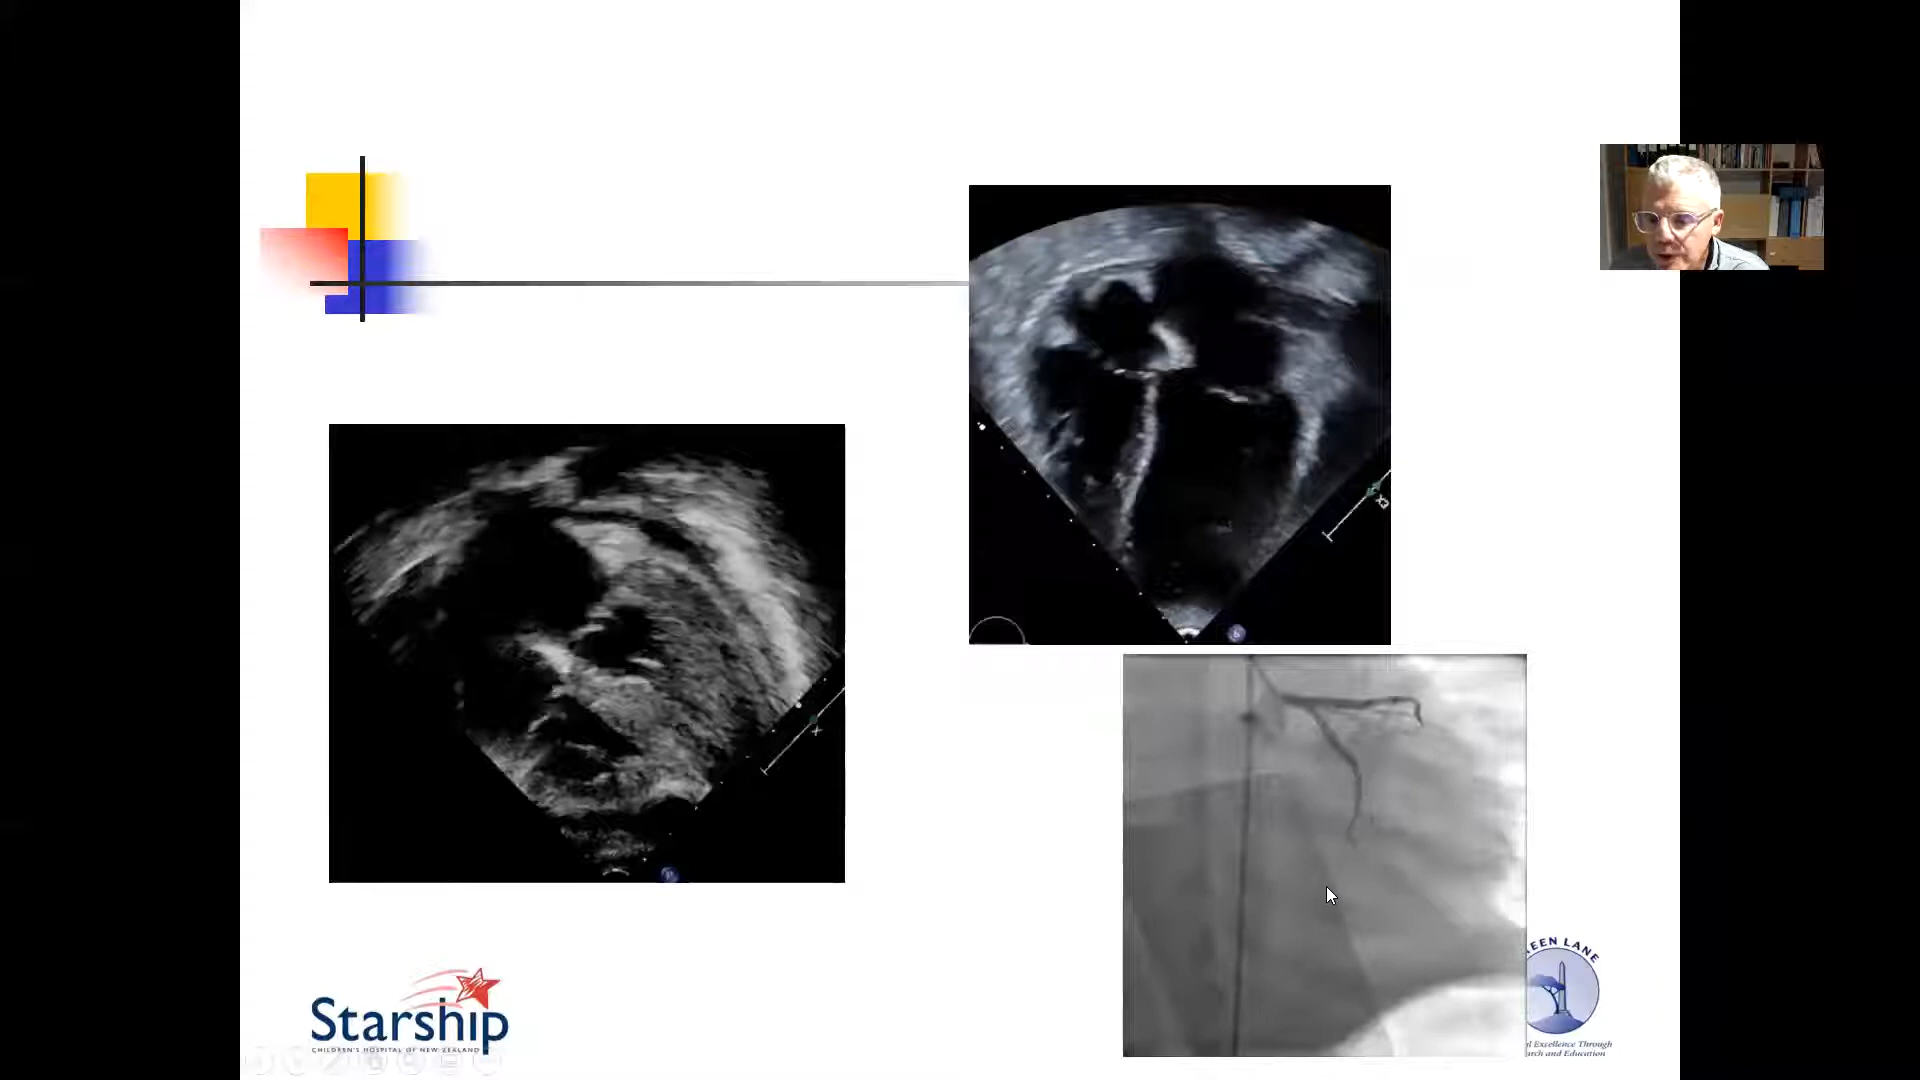 Starship
CHILDREN'S HOSPITAL OF NEW ZEALAND
EEN LANE
l Excellence Through
arch and Education